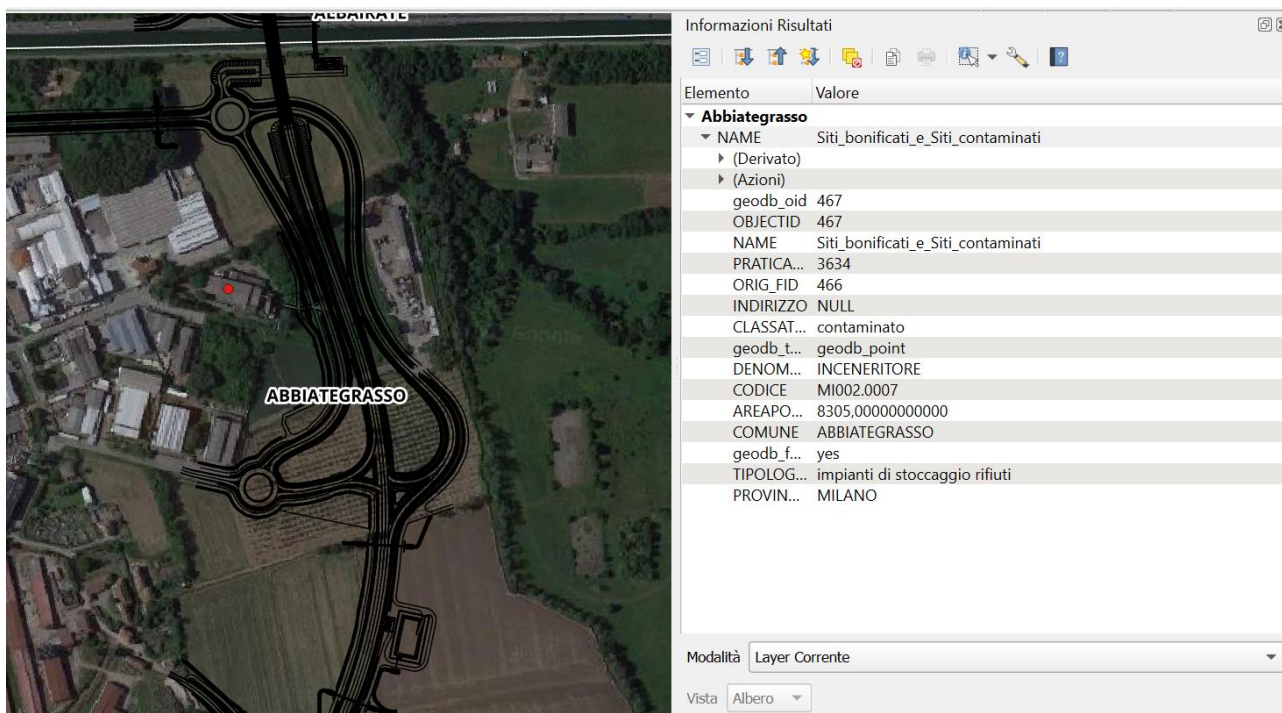 ALBAIRATE
ABBIATEGRASSO
Informazioni Risultati
Elemento Valore
Abbiategrasso
NAME Siti_bonificati_e_Siti_contaminati
(Derivato)
(Azioni)
geodb_oid 467
OBJECTID 467
NAME Siti_bonificati_e_Siti_contaminati
PRATICA... 3634
ORIG_FID 466
INDIRIZZO NULL
CLASSAT... contaminato
geodb_t... geodb_point
DENOM... INCENERITORE
CODICE MI002.0007
AREAPO... 8305,00000000000
COMUNE ABBIATEGRASSO
geodb_f... yes
TIPOLOG... impianti di stoccaggio rifiuti
PROVIN... MILANO
Modalità Layer Corrente
Vista Albero